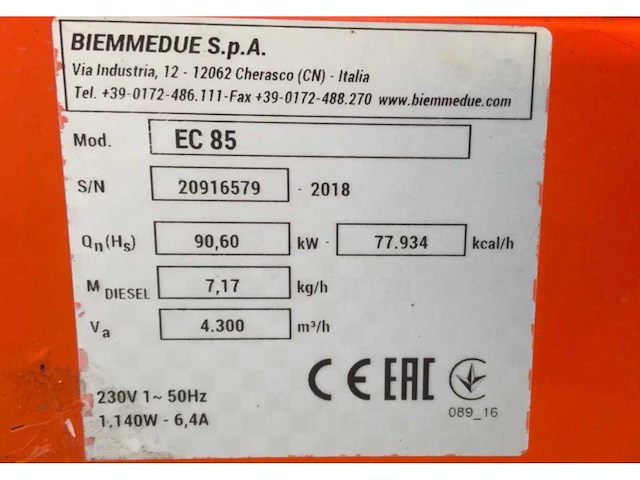 BIEMMEDUE S.p.A.
Via Industria, 12 - 12062 Cherasco (CN) - Italia
Tel. +39-0172-486.111-Fax +39-0172-488.270 www.biemmedue.com
Mod. EC 85
S/N 20916579 - 2018
Qn(Hs) 90,60 kW - 77.934 kcal/h
M DIESEL 7,17 kg/h
Va 4.300 m³/h
CE EAC
230V 1~ 50Hz
1.140W - 6,4A
089_16